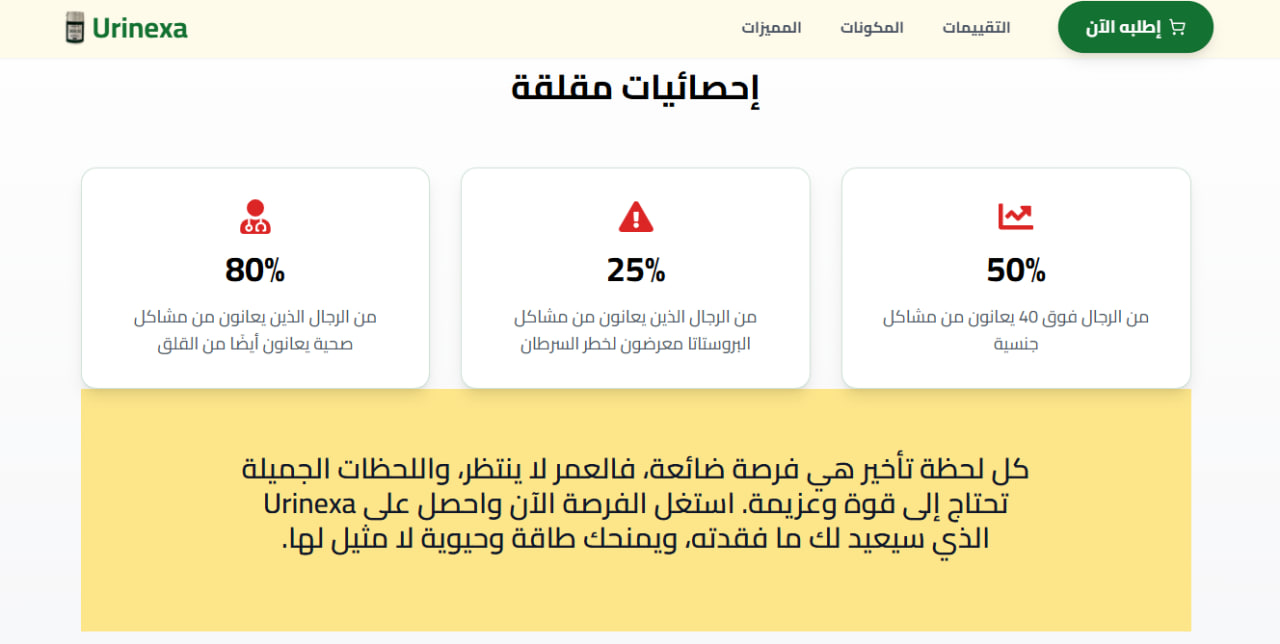 Urinexa
المميزات
المكونات
التقييمات
إطلبه الآن
إحصائيات مقلقة
50%
من الرجال فوق 40 يعانون من مشاكل
جنسية
25%
من الرجال الذين يعانون من مشاكل
البروستاتا معرضون لخطر السرطان
80%
من الرجال الذين يعانون من مشاكل
صحية يعانون أيضًا من القلق
كل لحظة تأخير هي فرصة ضائعة، فالعمر لا ينتظر، واللحظات الجميلة
تحتاج إلى قوة وعزيمة. استغل الفرصة الآن واحصل على Urinexa
الذي سيعيد لك ما فقدته، ويمنحك طاقة وحيوية لا مثيل لها.